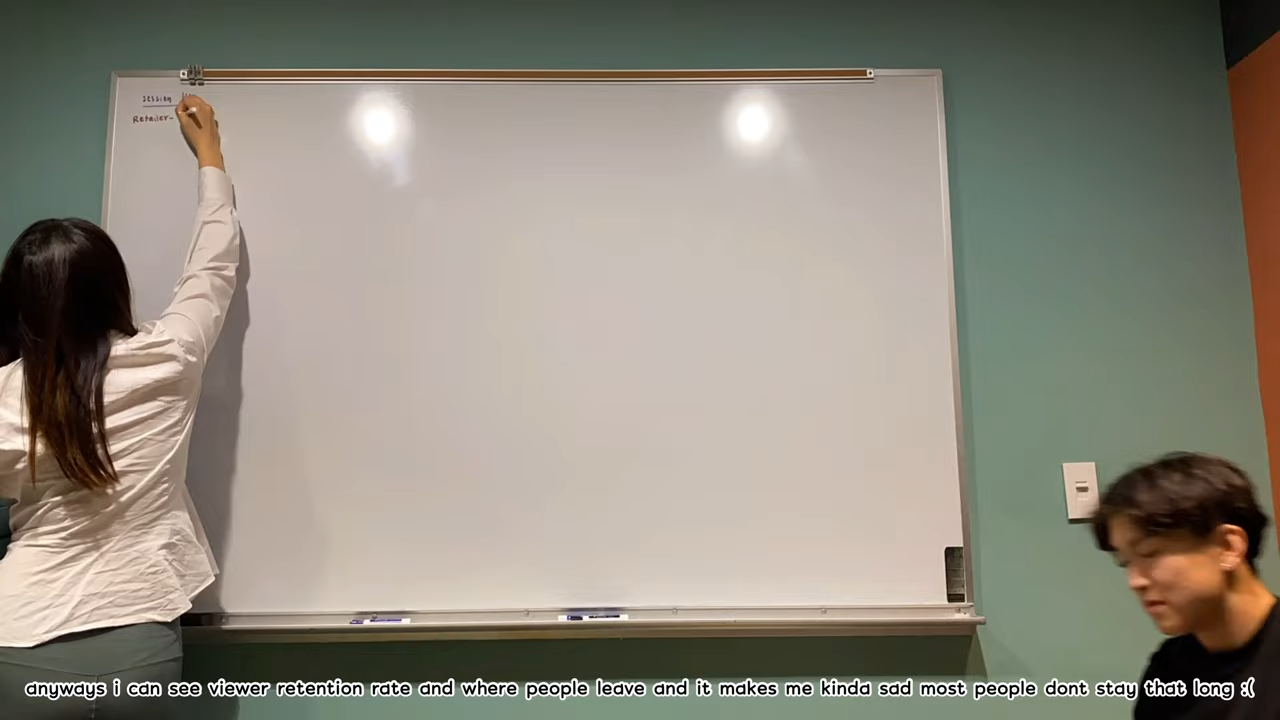 session
Retailer-
anyways i can see viewer retention rate and where people leave and it makes me kinda sad most people dont stay that long :(